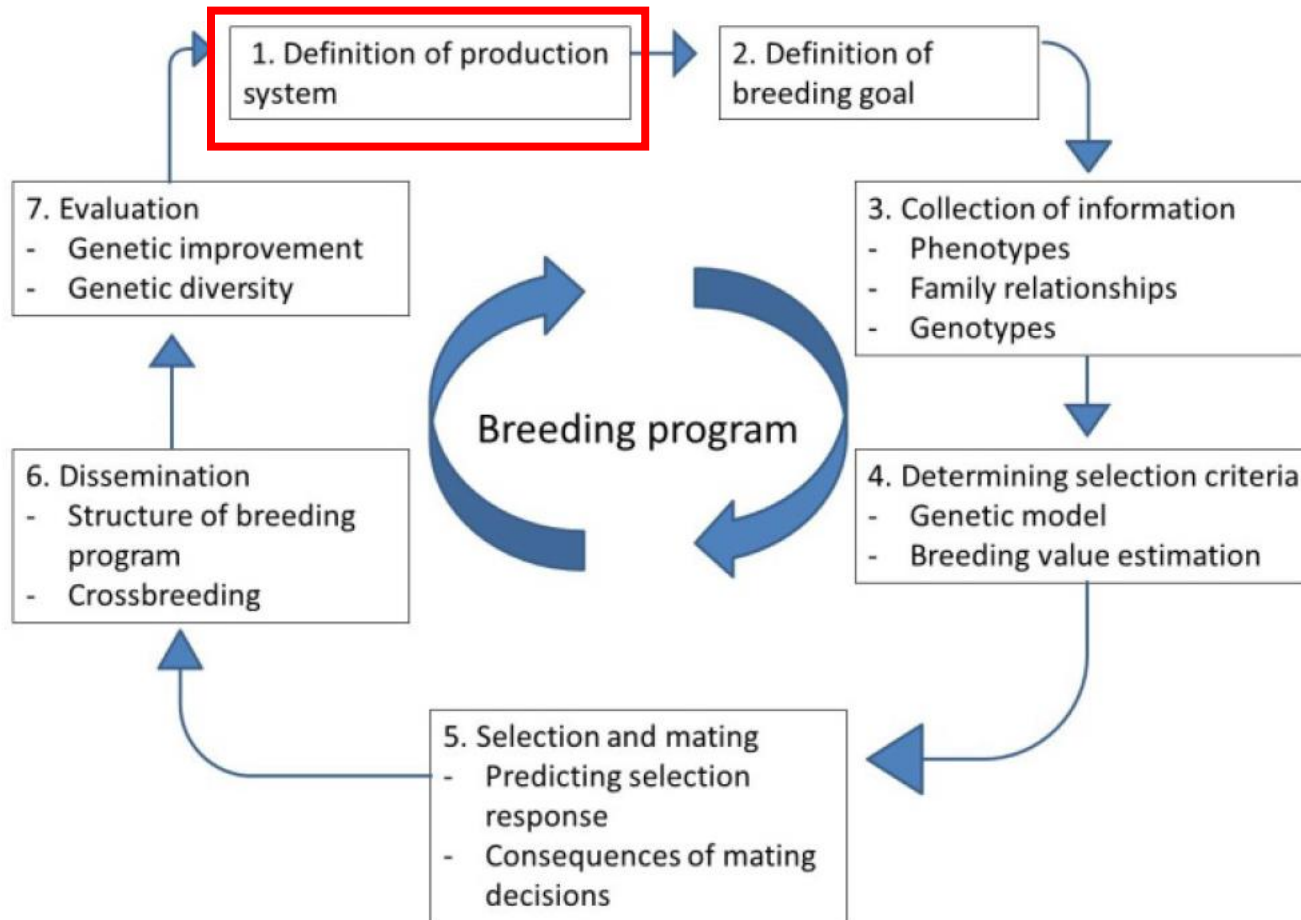 1. Definition of production
system
2. Definition of
breeding goal
3. Collection of information
- Phenotypes
- Family relationships
- Genotypes
4. Determining selection criteria
- Genetic model
- Breeding value estimation
5. Selection and mating
- Predicting selection
response
- Consequences of mating
decisions
6. Dissemination
- Structure of breeding
program
- Crossbreeding
7. Evaluation
- Genetic improvement
- Genetic diversity
Breeding program